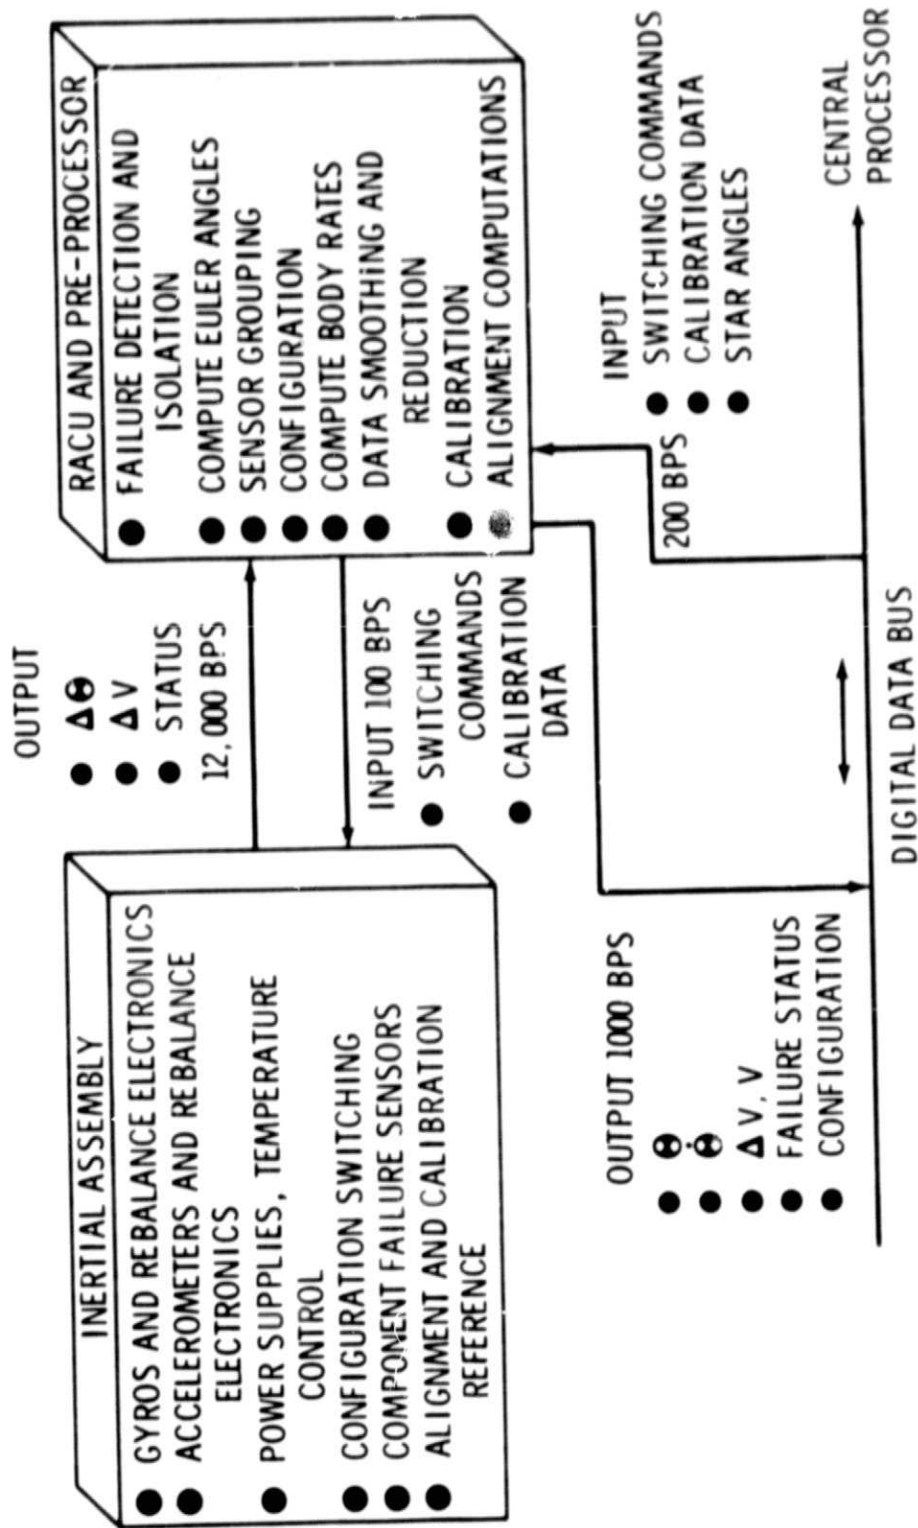 INERTIAL ASSEMBLY
● GYROS AND REBALANCE ELECTRONICS
● ACCELEROMETERS AND REBALANCE
ELECTRONICS
● POWER SUPPLIES, TEMPERATURE
CONTROL
● CONFIGURATION SWITCHING
● COMPONENT FAILURE SENSORS
● ALIGNMENT AND CALIBRATION
REFERENCE
OUTPUT
● ΔΘ
● ΔV
● STATUS
12,000 BPS
INPUT 100 BPS
● SWITCHING
COMMANDS
● CALIBRATION
DATA
RACU AND PRE-PROCESSOR
● FAILURE DETECTION AND
ISOLATION
● COMPUTE EULER ANGLES
● SENSOR GROUPING
● CONFIGURATION
● COMPUTE BODY RATES
● DATA SMOOTHING AND
REDUCTION
● CALIBRATION
● ALIGNMENT COMPUTATIONS
OUTPUT 1000 BPS
● Θ
● Θ̇
● ΔV, V
● FAILURE STATUS
● CONFIGURATION
200 BPS
INPUT
● SWITCHING COMMANDS
● CALIBRATION DATA
● STAR ANGLES
DIGITAL DATA BUS
CENTRAL
PROCESSOR